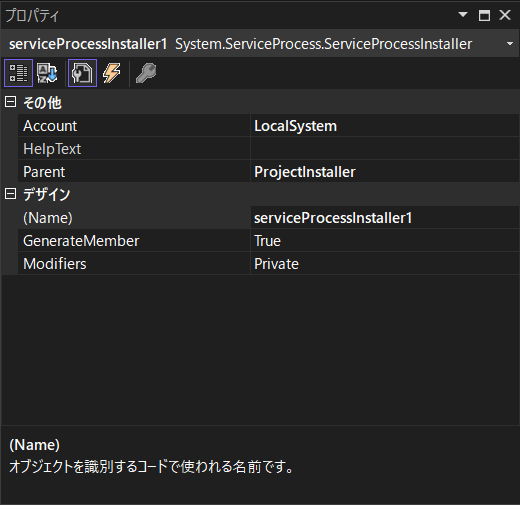 プロパティ
serviceProcessInstaller1 System.ServiceProcess.ServiceProcessInstaller
その他
Account LocalSystem
HelpText
Parent ProjectInstaller
デザイン
(Name) serviceProcessInstaller1
GenerateMember True
Modifiers Private
(Name)
オブジェクトを識別するコードで使われる名前です。